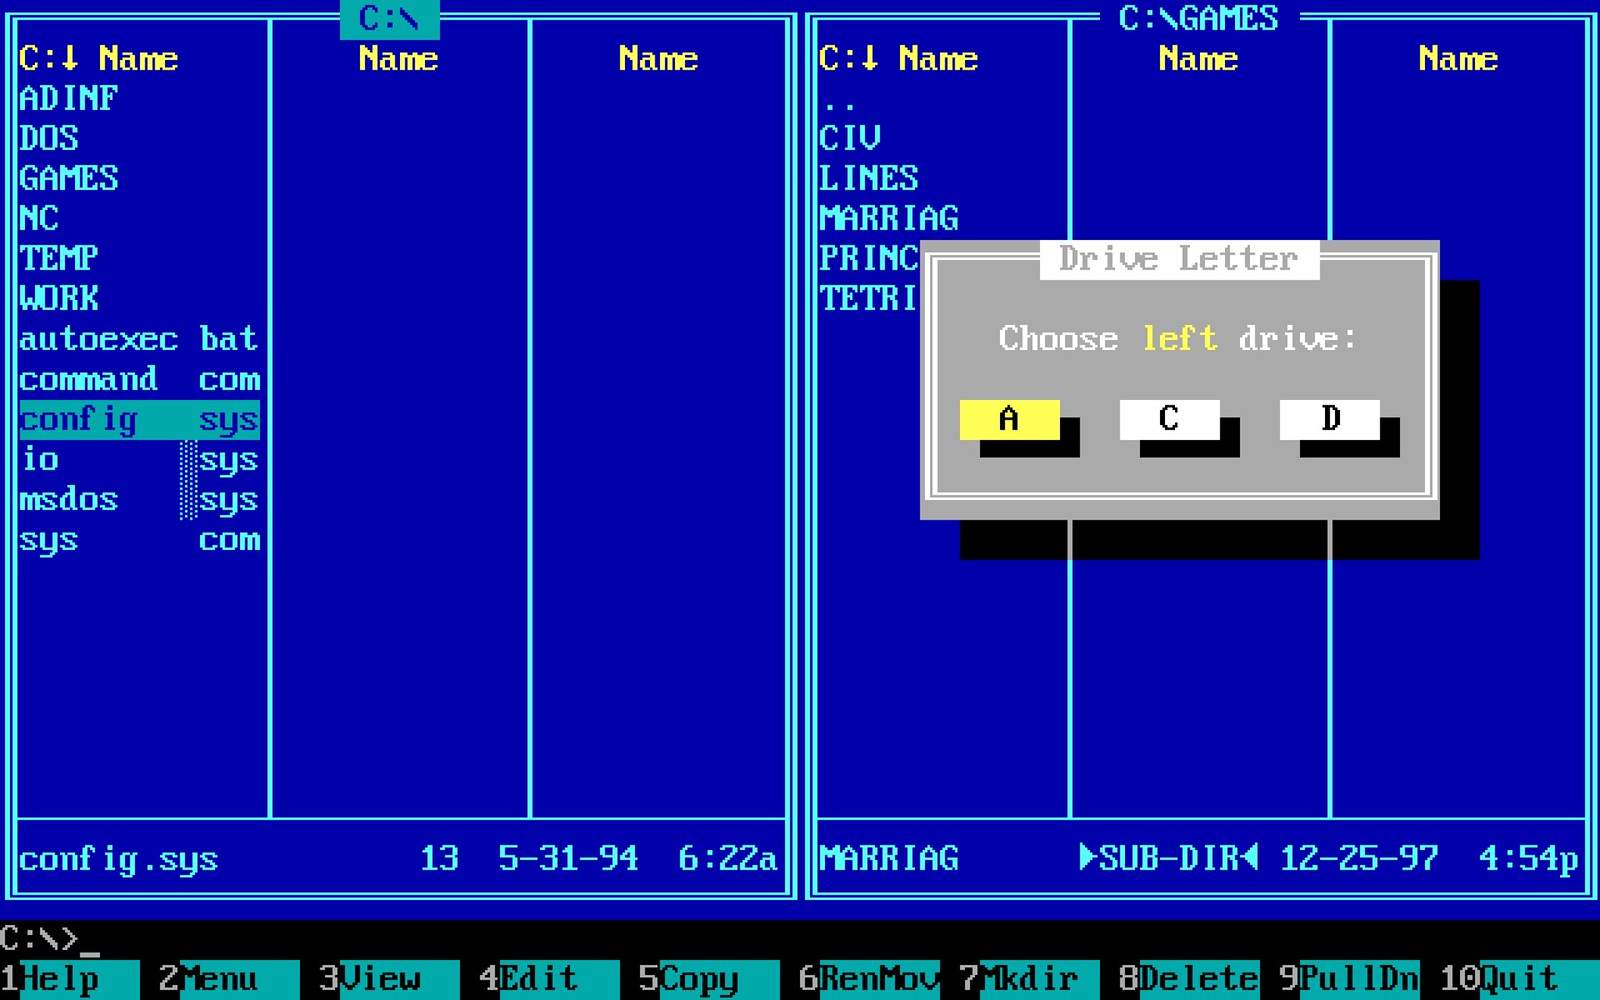 C:\
C:↓ Name Name Name
ADINF
DOS
GAMES
NC
TEMP
WORK
autoexec bat
command com
config sys
io ░sys
msdos ░sys
sys com
config.sys 13 5-31-94 6:22a
C:\GAMES
C:↓ Name Name Name
..
CIV
LINES
MARRIAG
PRINC
TETRI
MARRIAG ►SUB-DIR◄ 12-25-97 4:54p
Drive Letter
Choose left drive:
A C D
C:\>_
1Help 2Menu 3View 4Edit 5Copy 6RenMov 7Mkdir 8Delete 9PullDn 10Quit